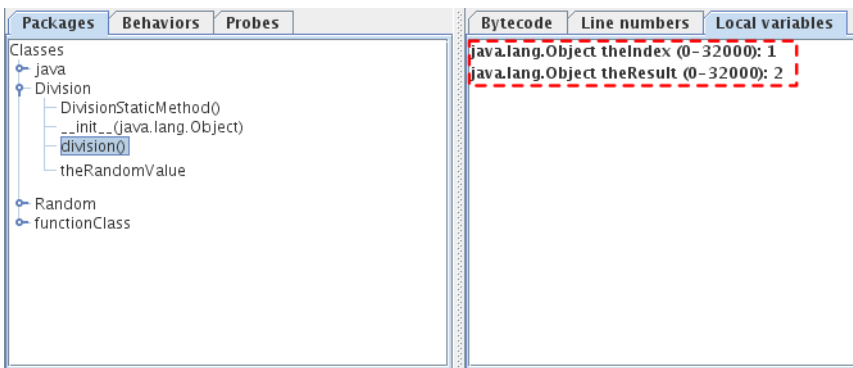 Packages Behaviors Probes
Classes
java
Division
DivisionStaticMethod()
__init__(java.lang.Object)
division()
theRandomValue
Random
functionClass
Bytecode Line numbers Local variables
java.lang.Object theIndex (0-32000): 1
java.lang.Object theResult (0-32000): 2